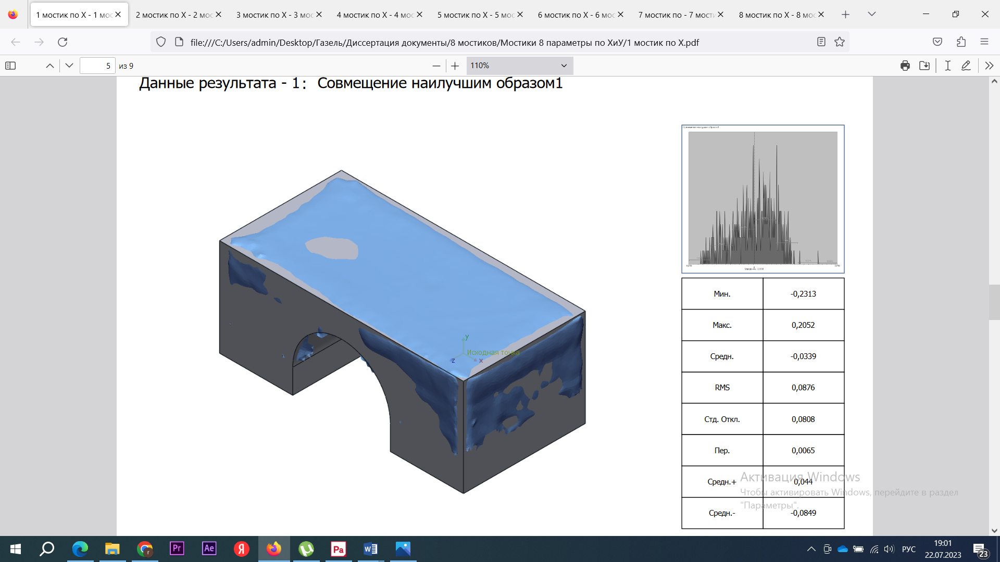 1 мостик по X - 1 мос
2 мостик по X - 2 мос
3 мостик по X - 3 мос
4 мостик по X - 4 мос
5 мостик по X - 5 мос
6 мостик по X - 6 мос
7 мостик по - 7 мости
8 мостик по X - 8 мос
file:///C:/Users/admin/Desktop/Газель/Диссертация документы/8 мостиков/Мостики 8 параметры по ХиУ/1 мостик по X.pdf
5 из 9
110%
Данные результата - 1: Совмещение наилучшим образом1
y
Исходная точка
z x
Мин. -0,2313
Макс. 0,2052
Средн. -0,0339
RMS 0,0876
Стд. Откл. 0,0808
Пер. 0,0065
Средн.+ 0,044
Средн.- -0,0849
Активация Windows
Чтобы активировать Windows, перейдите в раздел
"Параметры".
Pr
Ae
Я
Pa
РУС
19:01
22.07.2023
23